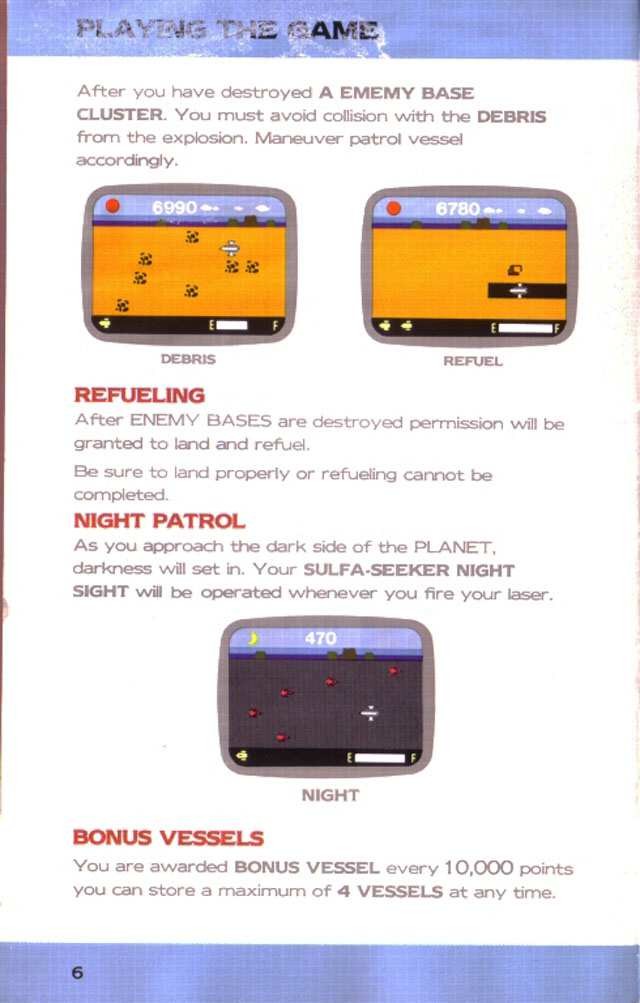 PLAYING THE GAME
After you have destroyed A EMEMY BASE
CLUSTER. You must avoid collision with the DEBRIS
from the explosion. Maneuver patrol vessel
accordingly.
6990
E F
6780
E F
DEBRIS
REFUEL
REFUELING
After ENEMY BASES are destroyed permission will be
granted to land and refuel.
Be sure to land properly or refueling cannot be
completed.
NIGHT PATROL
As you approach the dark side of the PLANET,
darkness will set in. Your SULFA-SEEKER NIGHT
SIGHT will be operated whenever you fire your laser.
470
E F
NIGHT
BONUS VESSELS
You are awarded BONUS VESSEL every 10,000 points
you can store a maximum of 4 VESSELS at any time.
6